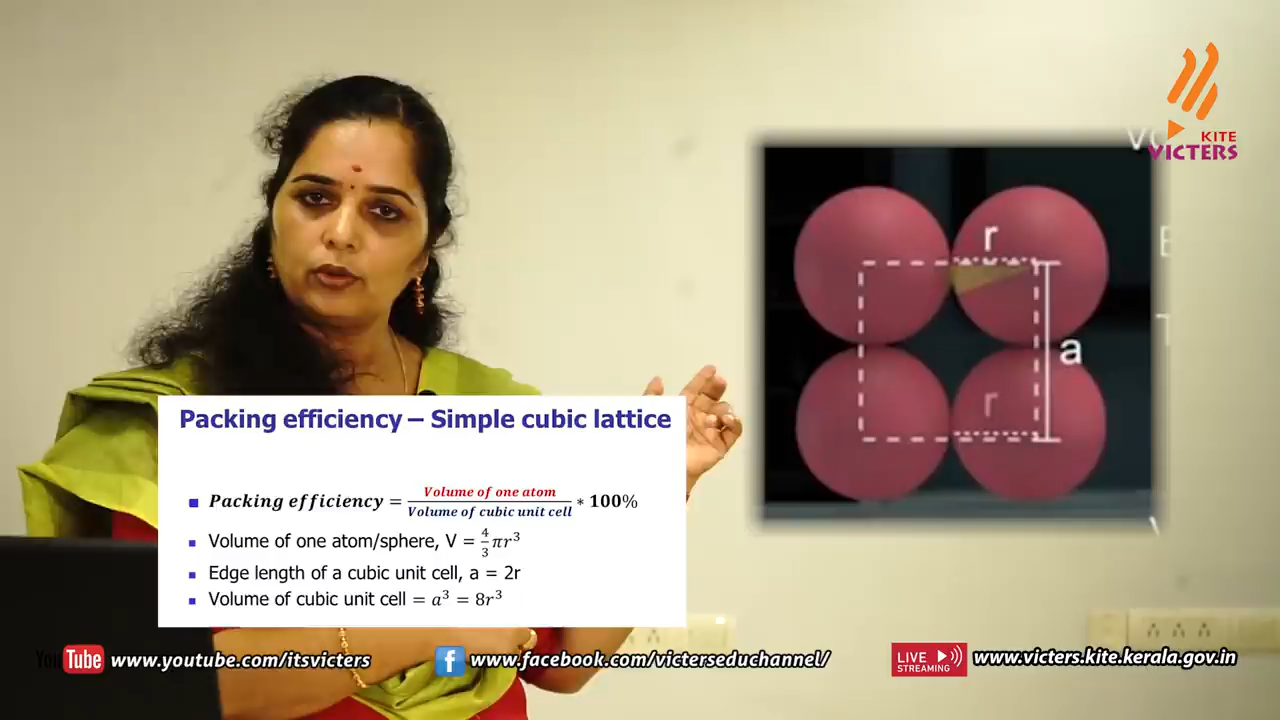 KITE
VICTERS
r
a
r
Packing efficiency – Simple cubic lattice
Packing efficiency = Volume of one atom / Volume of cubic unit cell * 100%
Volume of one atom/sphere, V = 4/3 πr³
Edge length of a cubic unit cell, a = 2r
Volume of cubic unit cell = a³ = 8r³
You Tube www.youtube.com/itsvicters
f www.facebook.com/victerseduchannel/
LIVE STREAMING www.victers.kite.kerala.gov.in